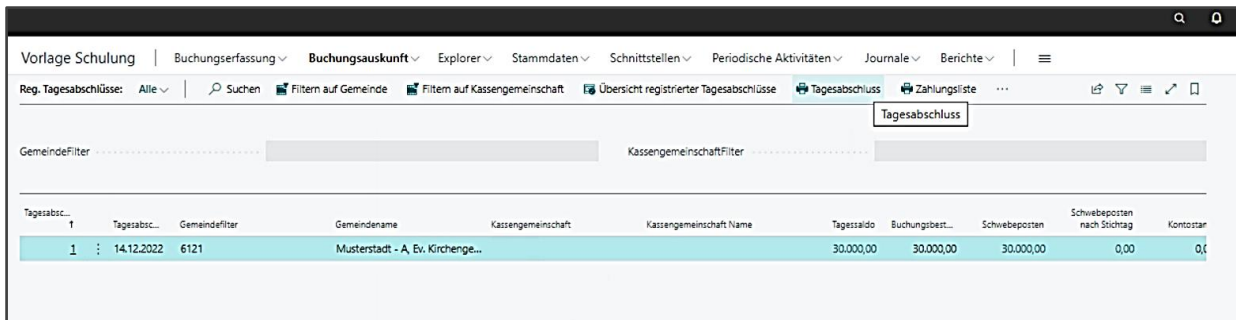 Vorlage Schulung Buchungserfassung Buchungsauskunft Explorer Stammdaten Schnittstellen Periodische Aktivitäten Journale Berichte
Reg. Tagesabschlüsse: Alle Suchen Filtern auf Gemeinde Filtern auf Kassengemeinschaft Übersicht registrierter Tagesabschlüsse Tagesabschluss Zahlungsliste ...
Tagesabschluss
GemeindeFilter KassengemeinschaftFilter
Tagesabsc... ↑ Tagesabsc... Gemeindefilter Gemeindename Kassengemeinschaft Kassengemeinschaft Name Tagessaldo Buchungsbest... Schwebeposten Schwebeposten nach Stichtag Kontostan
1 14.12.2022 6121 Musterstadt - A, Ev. Kirchenge... 30.000,00 30.000,00 30.000,00 0,00 0,0